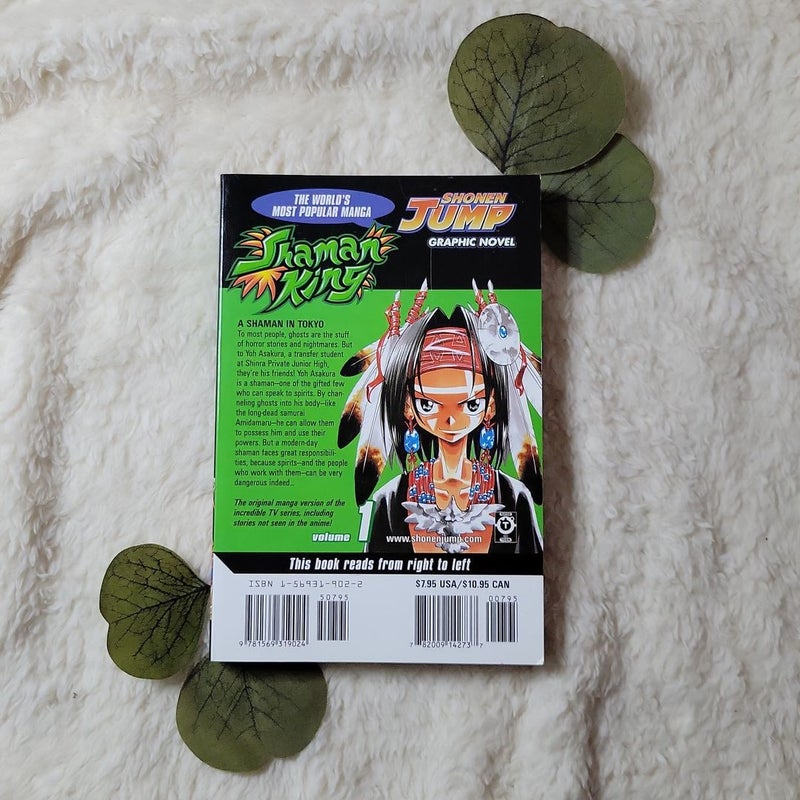 THE WORLD'S
MOST POPULAR MANGA
SHONEN
JUMP
GRAPHIC NOVEL
Shaman
King
A SHAMAN IN TOKYO
To most people, ghosts are the stuff
of horror stories and nightmares. But
to Yoh Asakura, a transfer student
at Shinra Private Junior High,
they're his friends! Yoh Asakura
is a shaman—one of the gifted few
who can speak to spirits. By chan-
neling ghosts into his body—like
the long-dead samurai
Amidamaru—he can allow them
to possess him and use their
powers. But a modern-day
shaman faces great responsibili-
ties, because spirits—and the people
who work with them—can be very
dangerous indeed...
The original manga version of the
incredible TV series, including
stories not seen in the anime!
volume 1
www.shonenjump.com
T
This book reads from right to left
ISBN 1-56931-902-2
$7.95 USA/$10.95 CAN
50795
00795
9 781569 319024
7 82009 14273 7